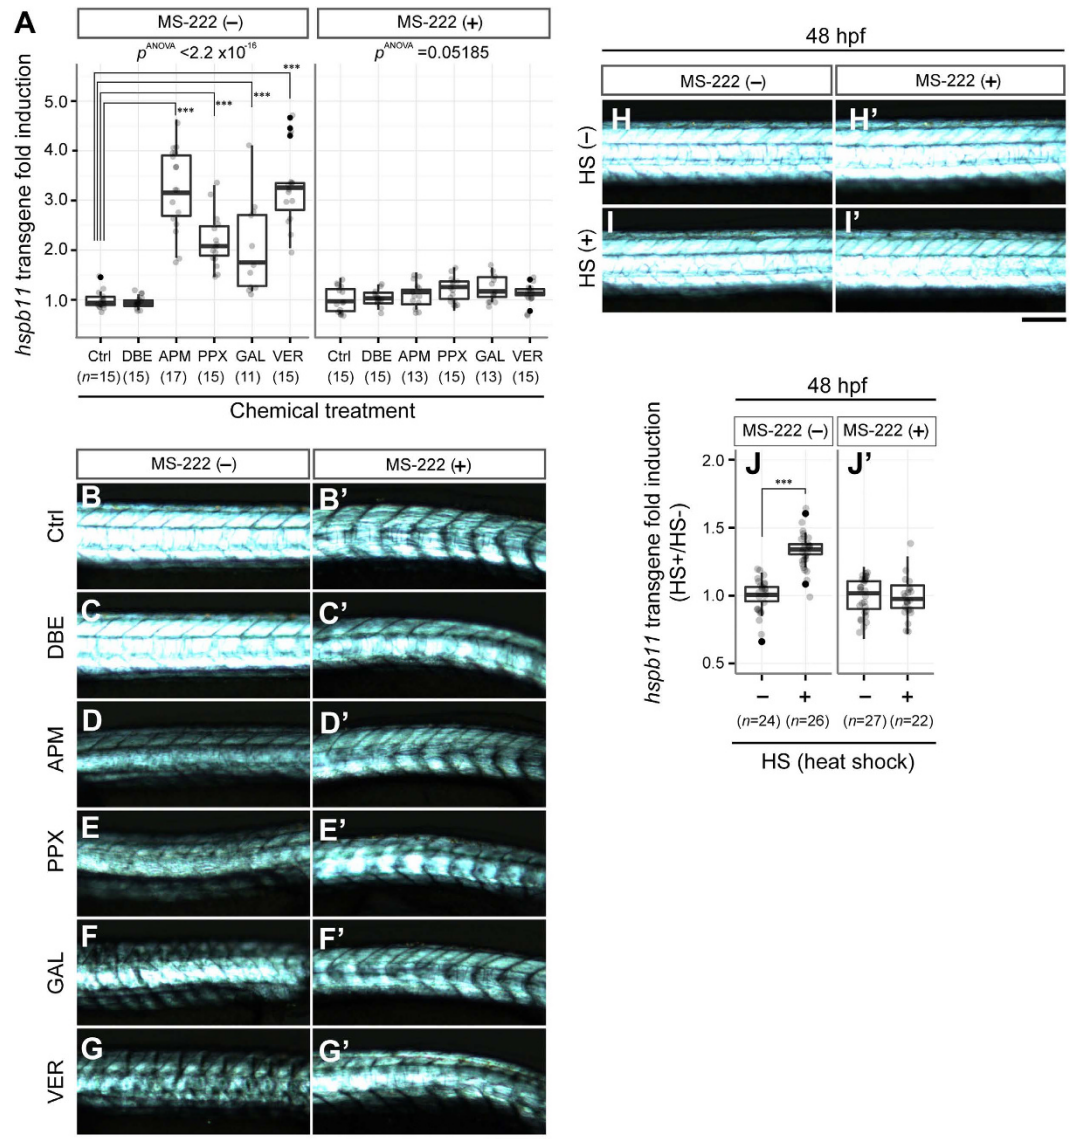 A
MS-222 (−) MS-222 (+)
pANOVA <2.2 x10-16 pANOVA =0.05185
hspb11 transgene fold induction
5.0
4.0
3.0
2.0
1.0
*** *** *** ***
Ctrl DBE APM PPX GAL VER Ctrl DBE APM PPX GAL VER
(n=15) (15) (17) (15) (11) (15) (15) (15) (13) (15) (13) (15)
Chemical treatment
MS-222 (−) MS-222 (+)
Ctrl B B’
DBE C C’
APM D D’
PPX E E’
GAL F F’
VER G G’
48 hpf
MS-222 (−) MS-222 (+)
HS (−) H H’
HS (+) I I’
48 hpf
MS-222 (−) MS-222 (+)
J J’
hspb11 transgene fold induction
(HS+/HS-)
2.0
1.5
1.0
0.5
***
− + − +
(n=24) (n=26) (n=27) (n=22)
HS (heat shock)